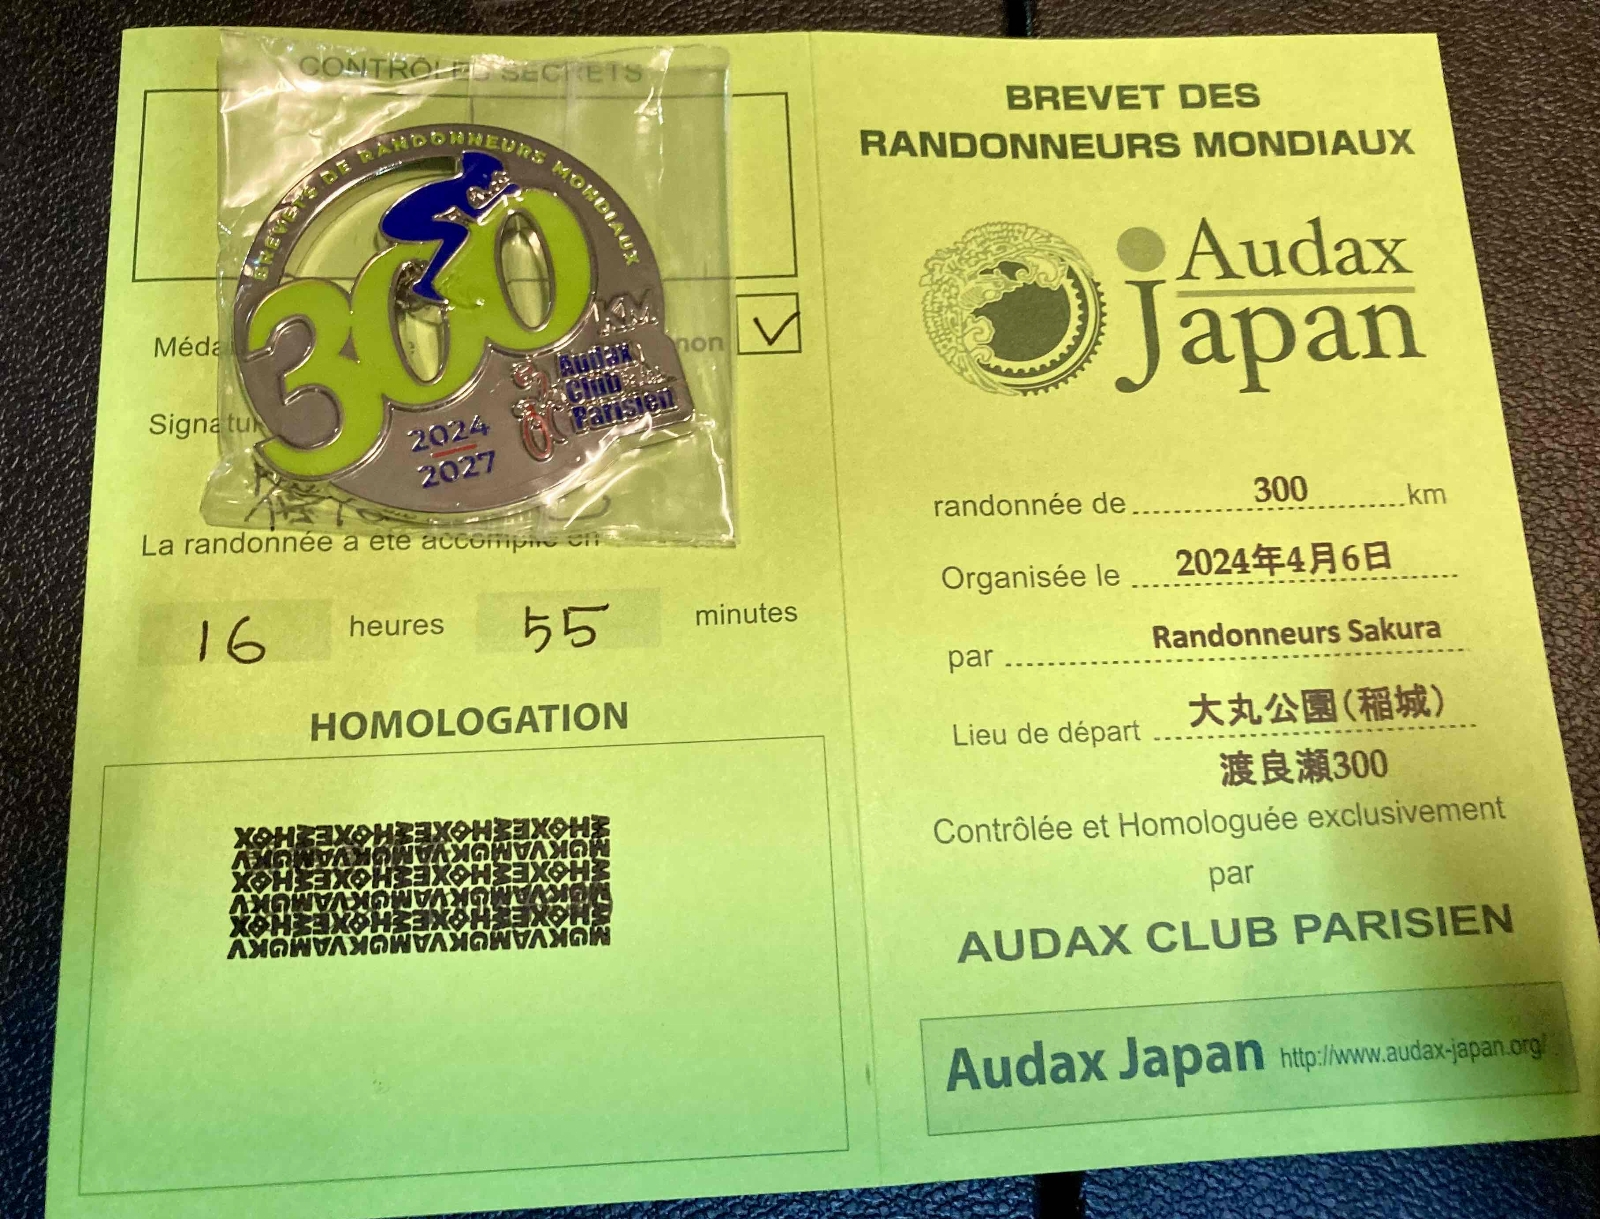 CONTRÔLES SECRETS
BREVETS DE RANDONNEURS MONDIAUX
300
KM
Audax
Club
Parisien
2024
2027
non
La randonnée a été accomplie en
16 heures 55 minutes
HOMOLOGATION
BREVET DES
RANDONNEURS MONDIAUX
Audax
Japan
randonnée de 300 km
Organisée le 2024年4月6日
par Randonneurs Sakura
Lieu de départ 大丸公園(稲城)
渡良瀬300
Contrôlée et Homologuée exclusivement
par
AUDAX CLUB PARISIEN
Audax Japan http://www.audax-japan.org/